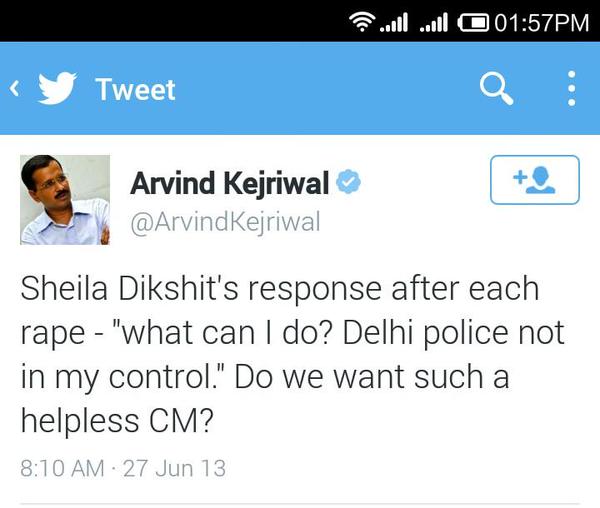 01:57PM
Tweet
Arvind Kejriwal
@ArvindKejriwal
Sheila Dikshit's response after each
rape - "what can I do? Delhi police not
in my control." Do we want such a
helpless CM?
8:10 AM · 27 Jun 13